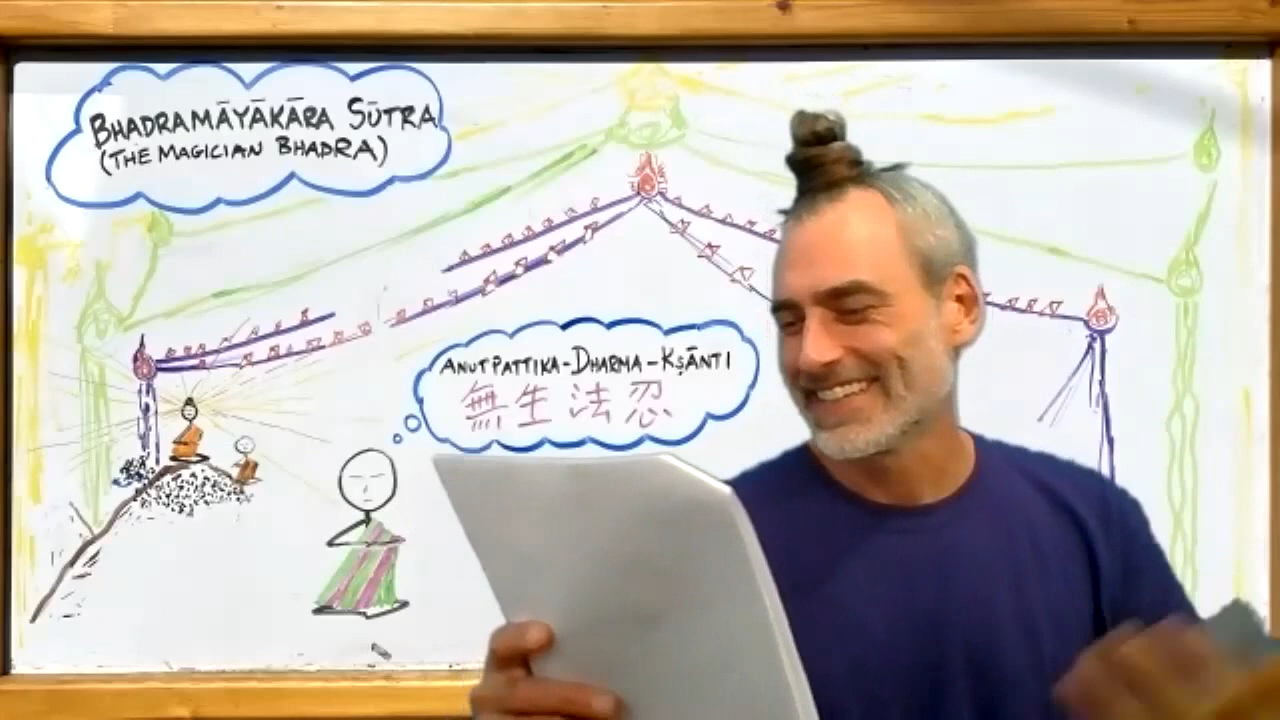 BHADRAMĀYĀKĀRA SŪTRA
(THE MAGICIAN BHADRA)
ANUTPATTIKA-DHARMA-KṢĀNTI
無生法忍